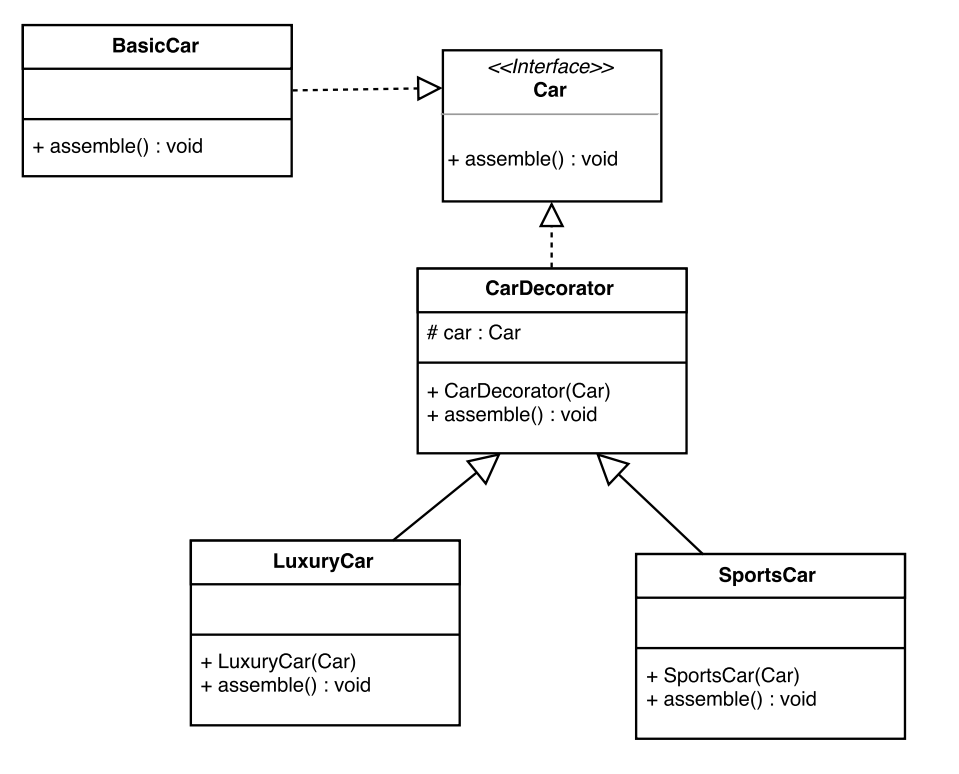 BasicCar
+ assemble() : void
<<Interface>>
Car
+ assemble() : void
CarDecorator
# car : Car
+ CarDecorator(Car)
+ assemble() : void
LuxuryCar
+ LuxuryCar(Car)
+ assemble() : void
SportsCar
+ SportsCar(Car)
+ assemble() : void